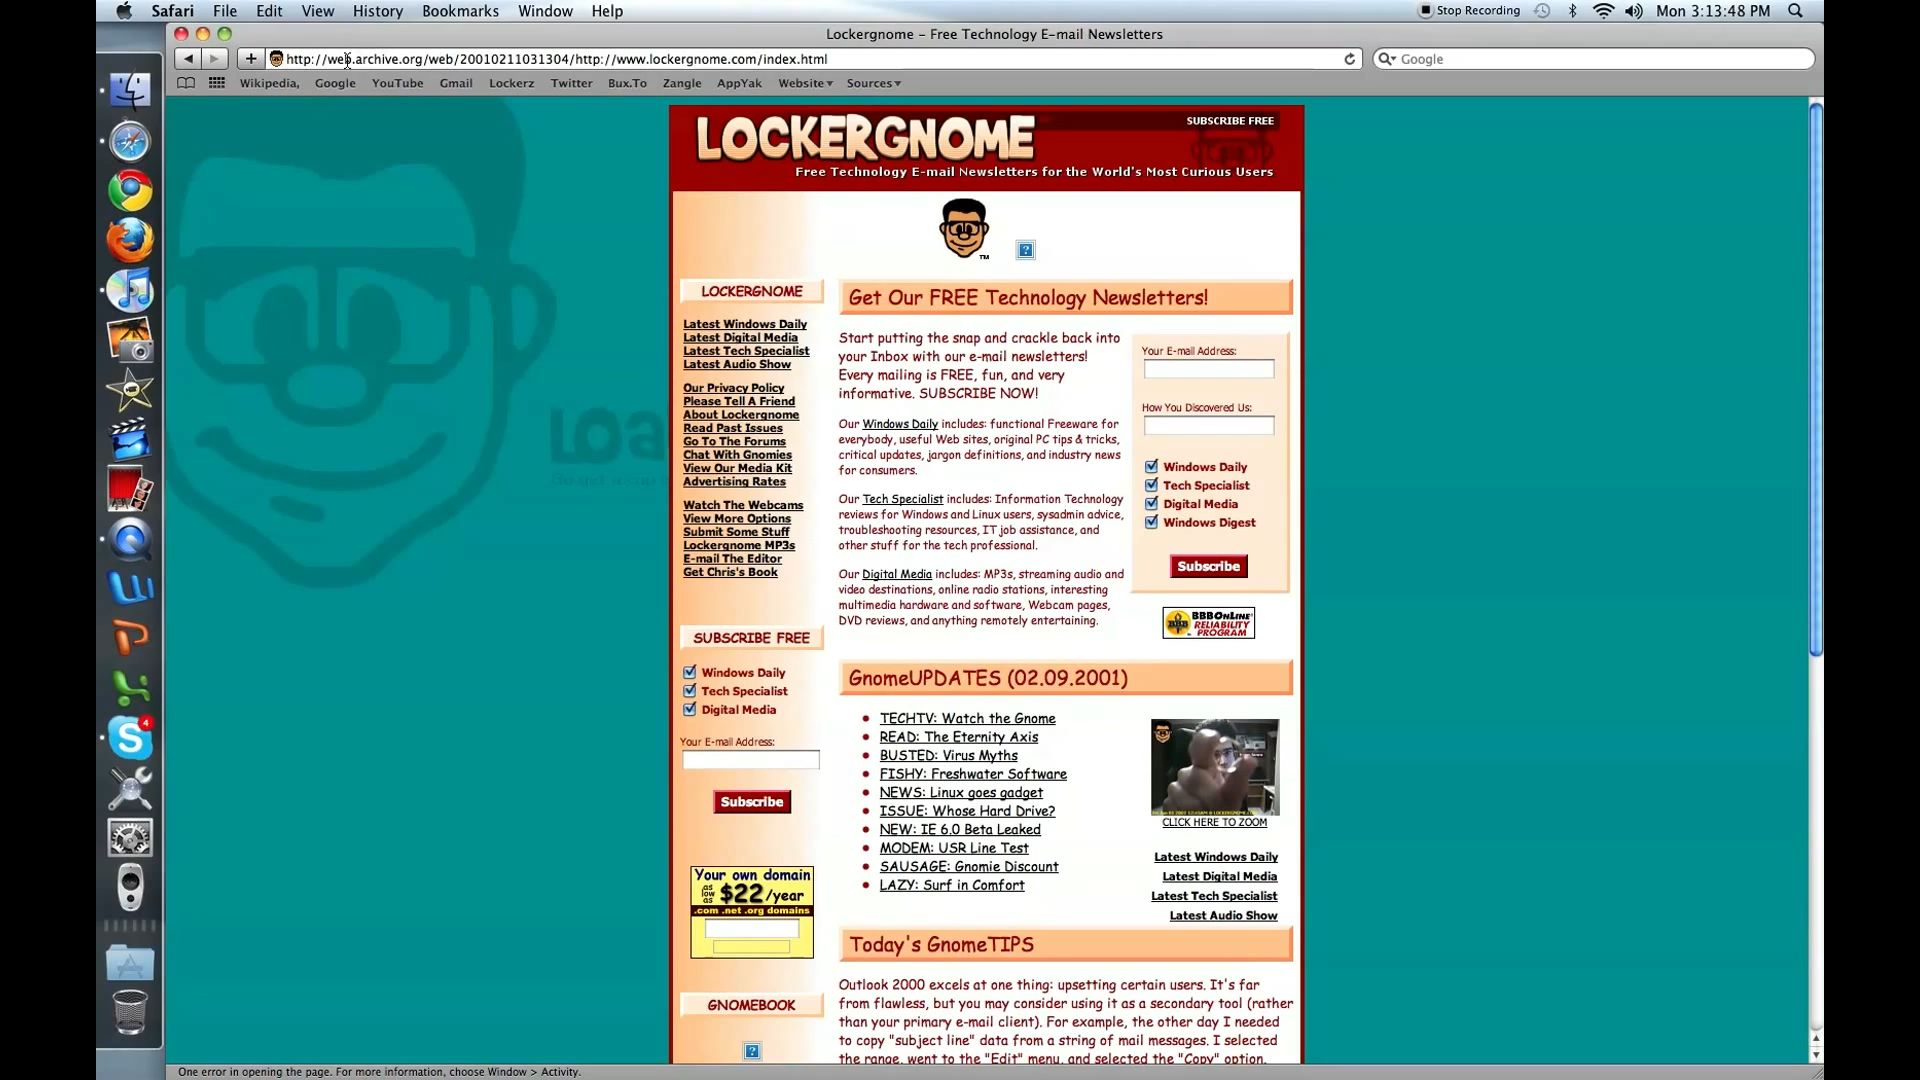 Safari File Edit View History Bookmarks Window Help
Stop Recording
Mon 3:13:48 PM
Lockergnome – Free Technology E-mail Newsletters
http://web.archive.org/web/20010211031304/http://www.lockergnome.com/index.html
Google
Wikipedia, Google YouTube Gmail Lockerz Twitter Bux.To Zangle AppYak Website Sources
LOCKERGNOME
SUBSCRIBE FREE
Free Technology E-mail Newsletters for the World's Most Curious Users
TM
LOCKERGNOME
Latest Windows Daily
Latest Digital Media
Latest Tech Specialist
Latest Audio Show
Our Privacy Policy
Please Tell A Friend
About Lockergnome
Read Past Issues
Go To The Forums
Chat With Gnomies
View Our Media Kit
Advertising Rates
Watch The Webcams
View More Options
Submit Some Stuff
Lockergnome MP3s
E-mail The Editor
Get Chris's Book
SUBSCRIBE FREE
Windows Daily
Tech Specialist
Digital Media
Your E-mail Address:
Subscribe
Your own domain
as low as $22/year
.com .net .org domains
GNOMEBOOK
Get Our FREE Technology Newsletters!
Start putting the snap and crackle back into
your Inbox with our e-mail newsletters!
Every mailing is FREE, fun, and very
informative. SUBSCRIBE NOW!
Our Windows Daily includes: functional Freeware for
everybody, useful Web sites, original PC tips & tricks,
critical updates, jargon definitions, and industry news
for consumers.
Our Tech Specialist includes: Information Technology
reviews for Windows and Linux users, sysadmin advice,
troubleshooting resources, IT job assistance, and
other stuff for the tech professional.
Our Digital Media includes: MP3s, streaming audio and
video destinations, online radio stations, interesting
multimedia hardware and software, Webcam pages,
DVD reviews, and anything remotely entertaining.
Your E-mail Address:
How You Discovered Us:
Windows Daily
Tech Specialist
Digital Media
Windows Digest
Subscribe
BBB
BBBOnLine
RELIABILITY
PROGRAM
GnomeUPDATES (02.09.2001)
TECHTV: Watch the Gnome
READ: The Eternity Axis
BUSTED: Virus Myths
FISHY: Freshwater Software
NEWS: Linux goes gadget
ISSUE: Whose Hard Drive?
NEW: IE 6.0 Beta Leaked
MODEM: USR Line Test
SAUSAGE: Gnomie Discount
LAZY: Surf in Comfort
CLICK HERE TO ZOOM
Latest Windows Daily
Latest Digital Media
Latest Tech Specialist
Latest Audio Show
Today's GnomeTIPS
Outlook 2000 excels at one thing: upsetting certain users. It's far
from flawless, but you may consider using it as a secondary tool (rather
than your primary e-mail client). For example, the other day I needed
to copy "subject line" data from a string of mail messages. I selected
the range, went to the "Edit" menu, and selected the "Copy" option.
4
One error in opening the page. For more information, choose Window > Activity.